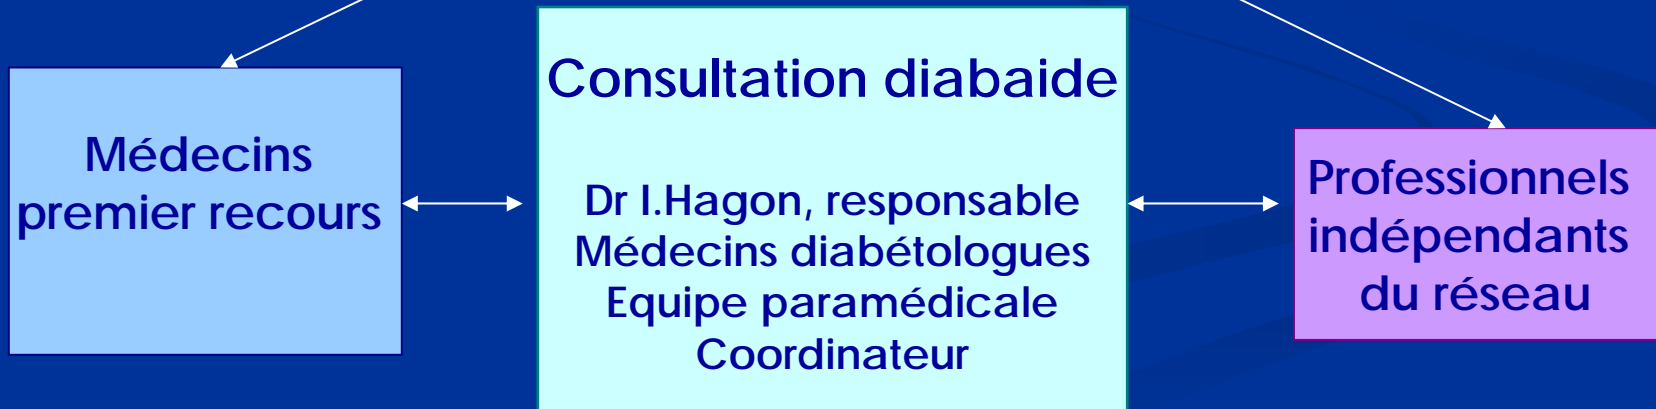 Médecins
premier recours
Consultation diabaide
Dr I.Hagon, responsable
Médecins diabétologues
Equipe paramédicale
Coordinateur
Professionnels
indépendants
du réseau